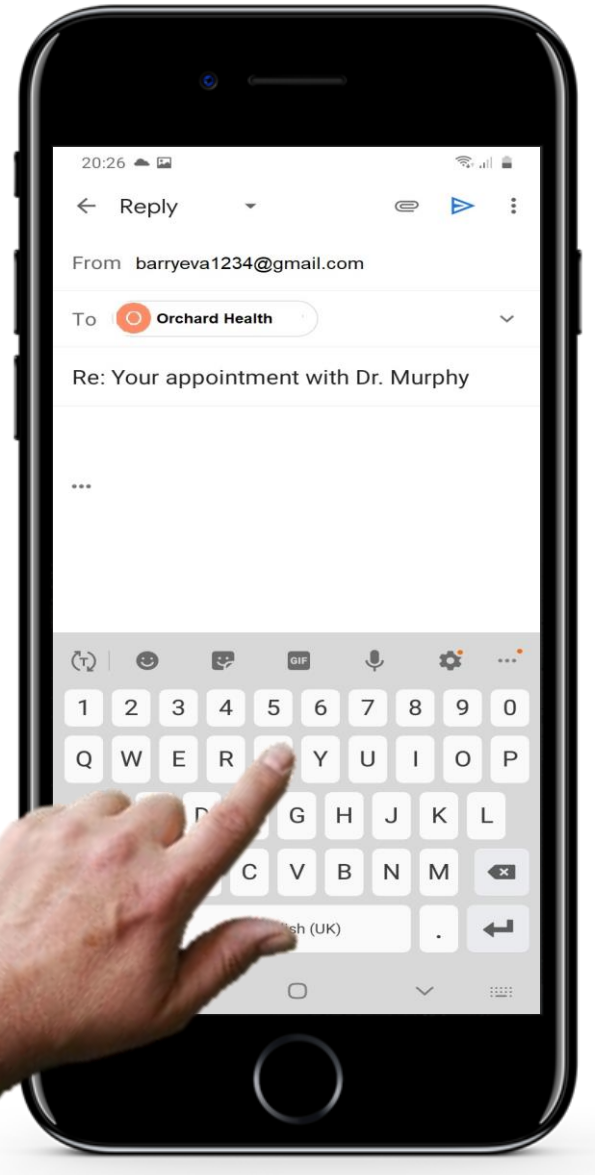 20:26
Reply
From barryeva1234@gmail.com
To O Orchard Health
Re: Your appointment with Dr. Murphy
T
GIF
1 2 3 4 5 6 7 8 9 0
Q W E R Y U I O P
G H J K L
C V B N M
(UK) .